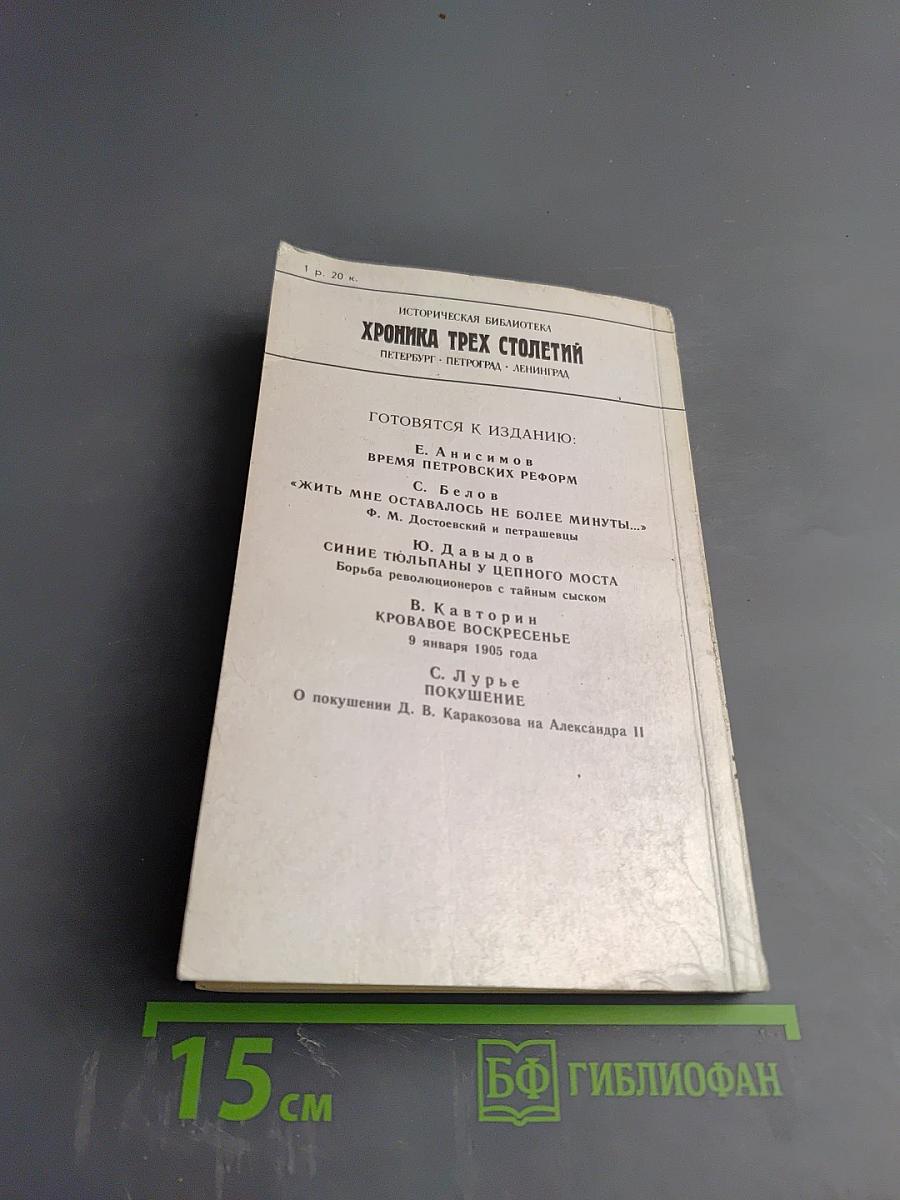 1 р. 20 к.
ИСТОРИЧЕСКАЯ БИБЛИОТЕКА
ХРОНИКА ТРЕХ СТОЛЕТИЙ
ПЕТЕРБУРГ · ПЕТРОГРАД · ЛЕНИНГРАД
ГОТОВЯТСЯ К ИЗДАНИЮ:
Е. Анисимов
ВРЕМЯ ПЕТРОВСКИХ РЕФОРМ
С. Белов
«ЖИТЬ МНЕ ОСТАВАЛОСЬ НЕ БОЛЕЕ МИНУТЫ...»
Ф. М. Достоевский и петрашевцы
Ю. Давыдов
СИНИЕ ТЮЛЬПАНЫ У ЦЕПНОГО МОСТА
Борьба революционеров с тайным сыском
В. Кавторин
КРОВАВОЕ ВОСКРЕСЕНЬЕ
9 января 1905 года
С. Лурье
ПОКУШЕНИЕ
О покушении Д. В. Каракозова на Александра II
15 см
БФ ГИБЛИОФАН